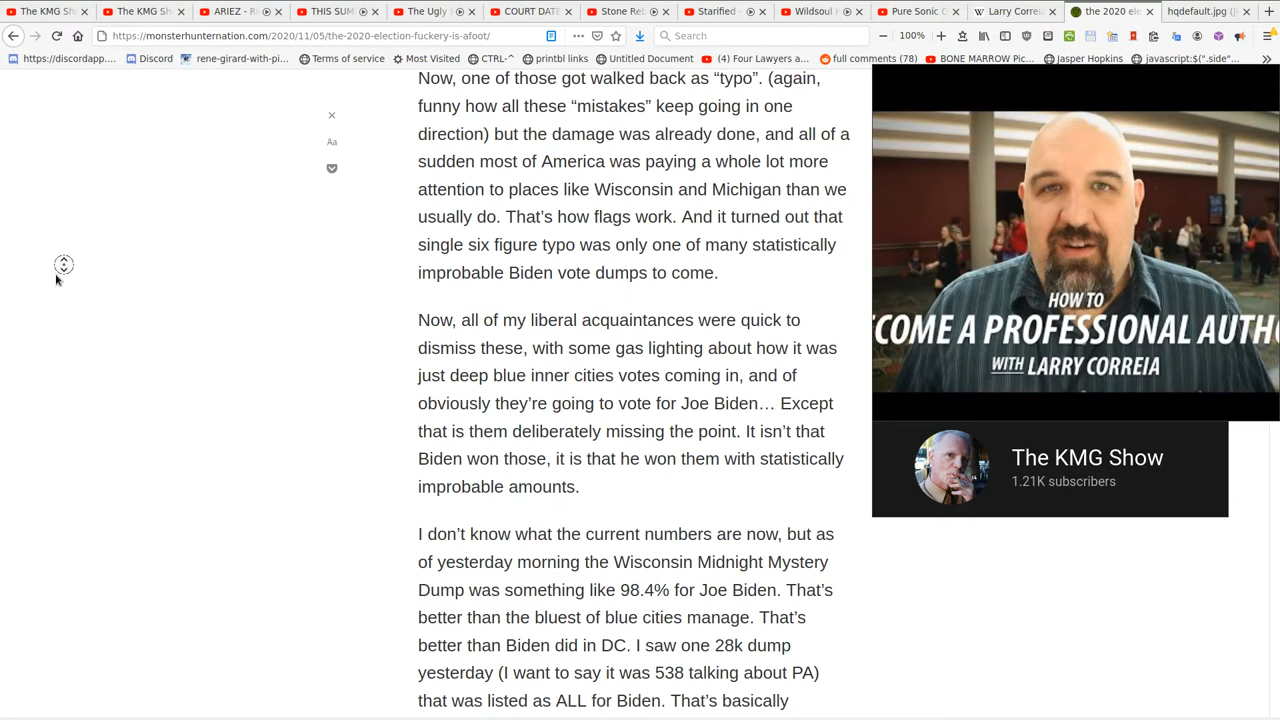 The KMG Sh
The KMG Sh
ARIEZ - RI
THIS SUM
The Ugly
COURT DATE
Stone Rel
Starified -
Wildsoul
Pure Sonic
Larry Correia
the 2020 ele
hqdefault.jpg
https://monsterhunternation.com/2020/11/05/the-2020-election-fuckery-is-afoot/
Search
100%
https://discordapp....
Discord
rene-girard-with-pi...
Terms of service
Most Visited
CTRL-^
printbl links
Untitled Document
(4) Four Lawyers a...
full comments (78)
BONE MARROW Pic...
Jasper Hopkins
javascript:$(".side"...
Now, one of those got walked back as “typo”. (again,
funny how all these “mistakes” keep going in one
direction) but the damage was already done, and all of a
sudden most of America was paying a whole lot more
attention to places like Wisconsin and Michigan than we
usually do. That’s how flags work. And it turned out that
single six figure typo was only one of many statistically
improbable Biden vote dumps to come.
Now, all of my liberal acquaintances were quick to
dismiss these, with some gas lighting about how it was
just deep blue inner cities votes coming in, and of
obviously they’re going to vote for Joe Biden… Except
that is them deliberately missing the point. It isn’t that
Biden won those, it is that he won them with statistically
improbable amounts.
I don’t know what the current numbers are now, but as
of yesterday morning the Wisconsin Midnight Mystery
Dump was something like 98.4% for Joe Biden. That’s
better than the bluest of blue cities manage. That’s
better than Biden did in DC. I saw one 28k dump
yesterday (I want to say it was 538 talking about PA)
that was listed as ALL for Biden. That’s basically
Aa
HOW TO
COME A PROFESSIONAL AUTH
WITH LARRY CORREIA
The KMG Show
1.21K subscribers